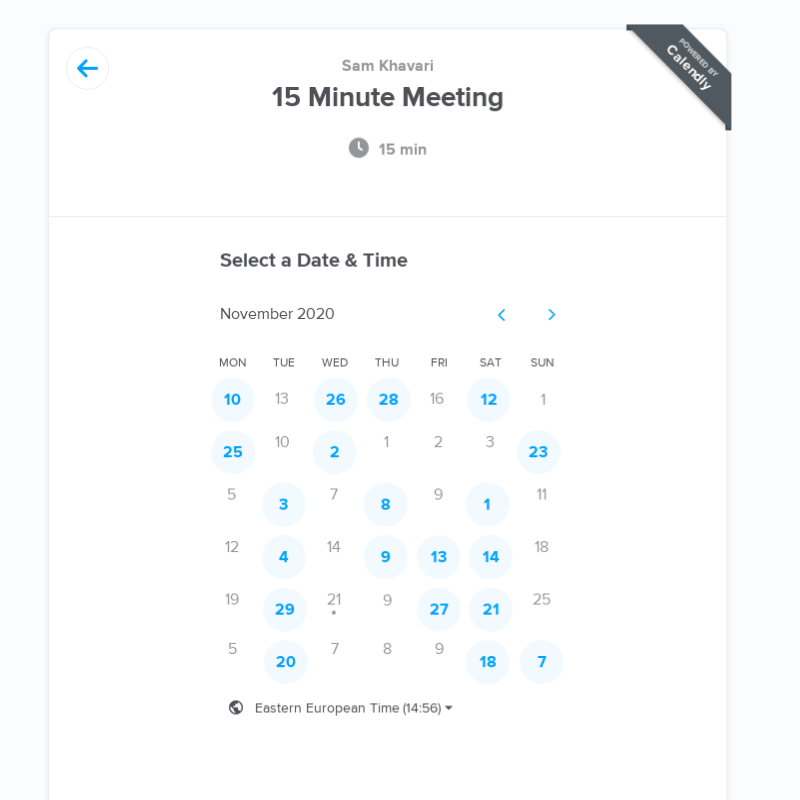 POWERED BY
Calendly
Sam Khavari
15 Minute Meeting
15 min
Select a Date & Time
November 2020
MON TUE WED THU FRI SAT SUN
10 13 26 28 16 12 1
25 10 2 1 2 3 23
5 3 7 8 9 1 11
12 4 14 9 13 14 18
19 29 21 9 27 21 25
5 20 7 8 9 18 7
Eastern European Time (14:56)